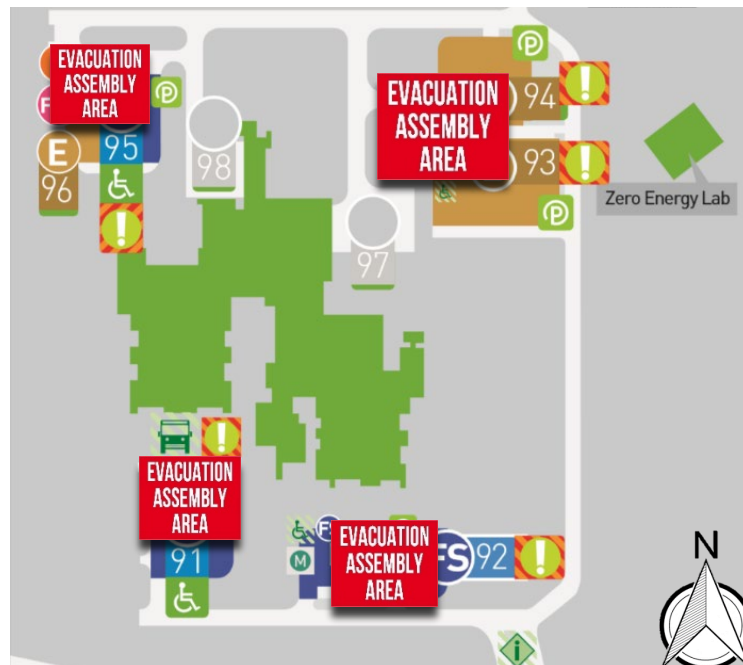 EVACUATION
ASSEMBLY
AREA
P
F
E
95
96
98
EVACUATION
ASSEMBLY
AREA
P
94
!
93
!
P
Zero Energy Lab
!
97
!
EVACUATION
ASSEMBLY
AREA
91
FS
M
EVACUATION
ASSEMBLY
AREA
FS
92
!
N
i